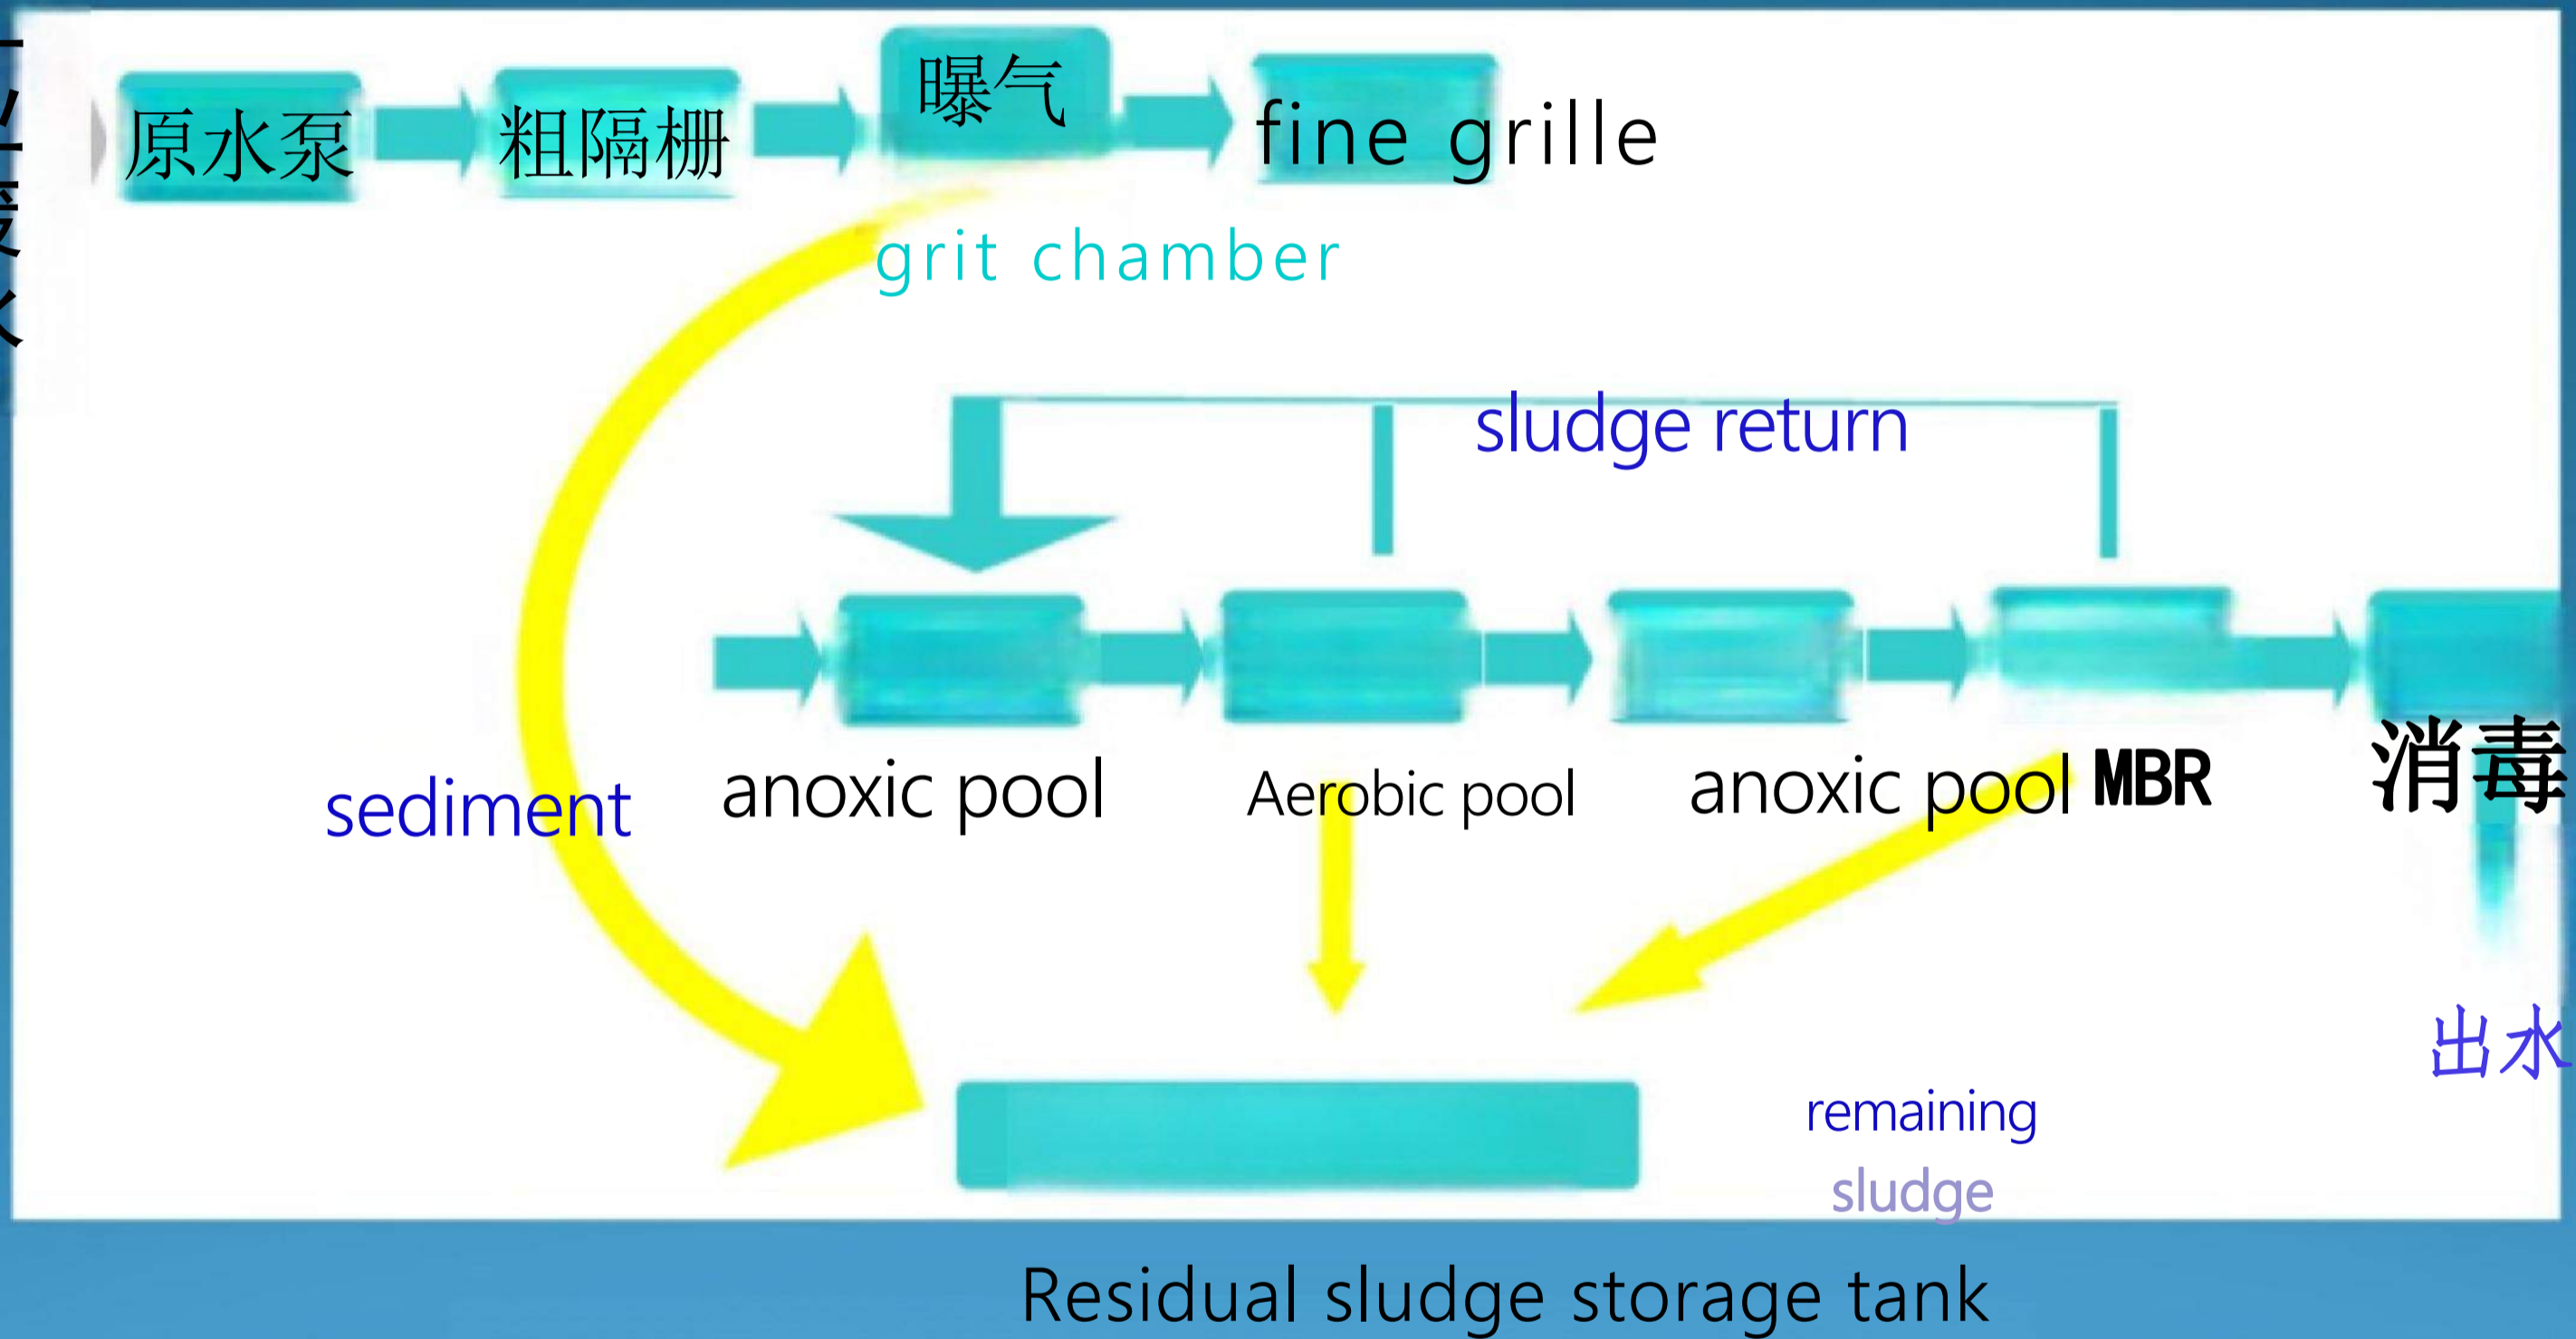 原水泵
粗隔栅
曝气
fine grille
grit chamber
sludge return
sediment
anoxic pool
Aerobic pool
anoxic pool
MBR
消毒
出水
remaining
sludge
Residual sludge storage tank